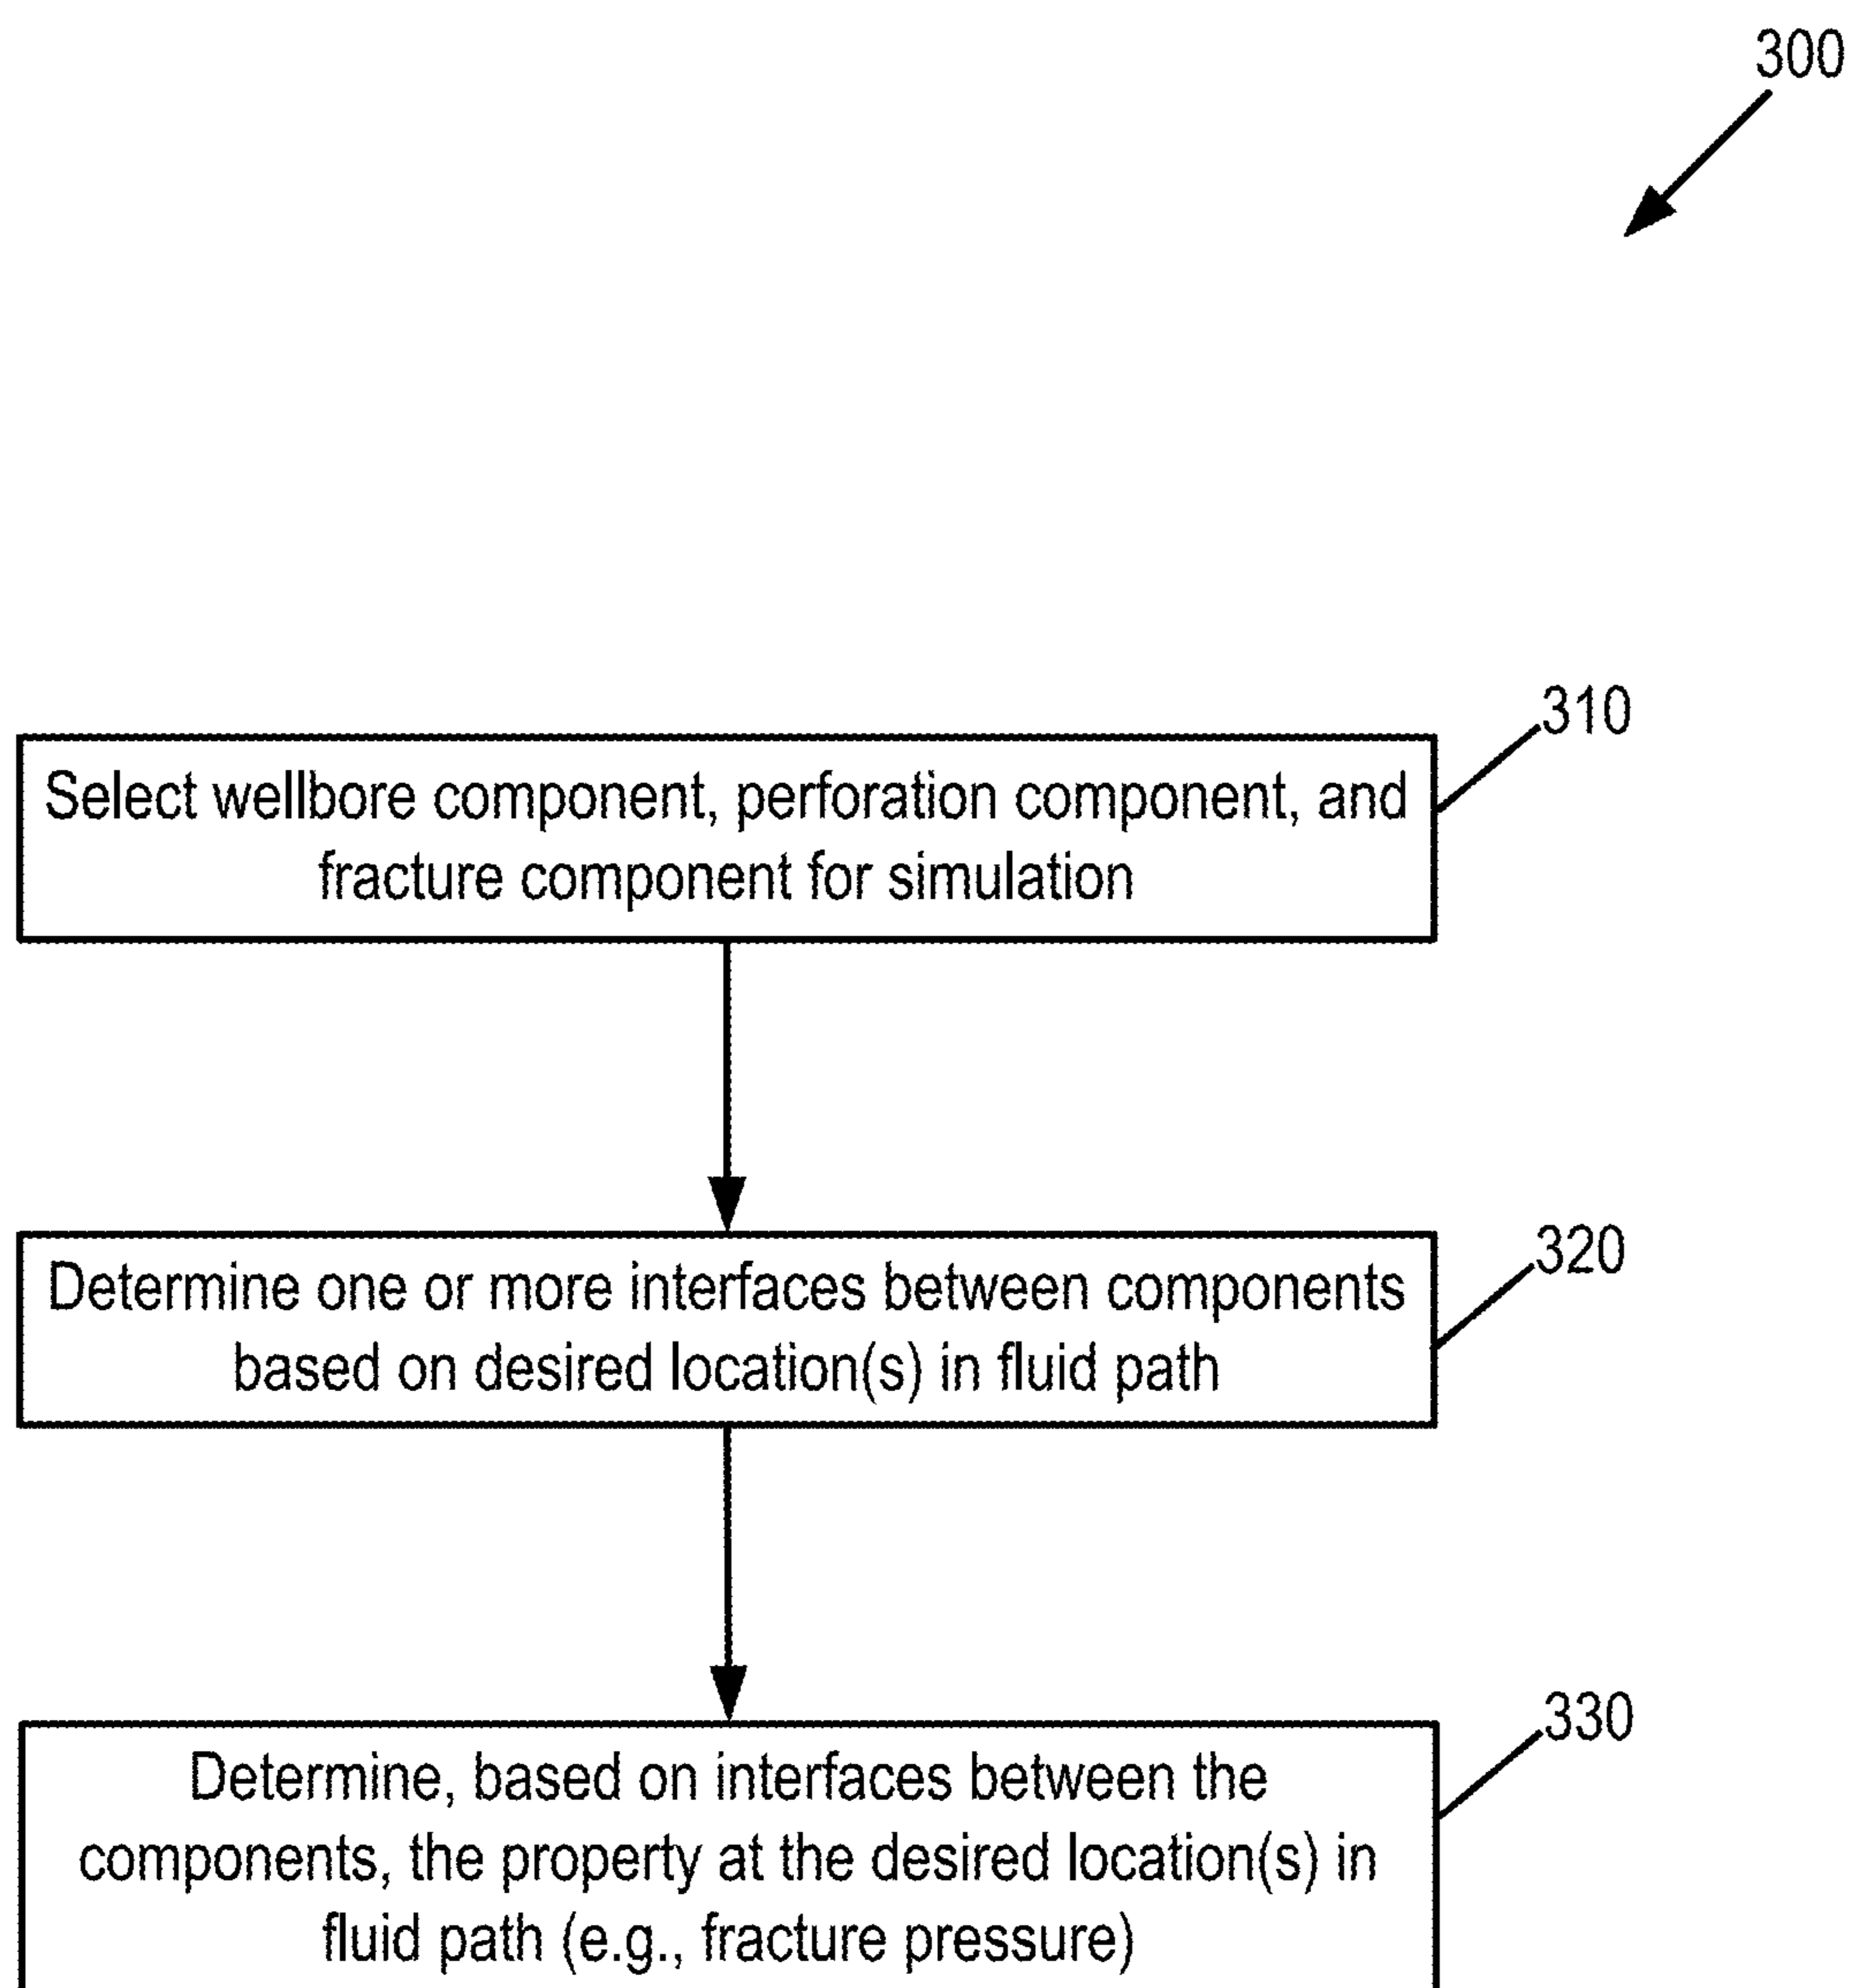 300
310
Select wellbore component, perforation component, and
fracture component for simulation
320
Determine one or more interfaces between components
based on desired location(s) in fluid path
330
Determine, based on interfaces between the
components, the property at the desired location(s) in
fluid path (e.g., fracture pressure)